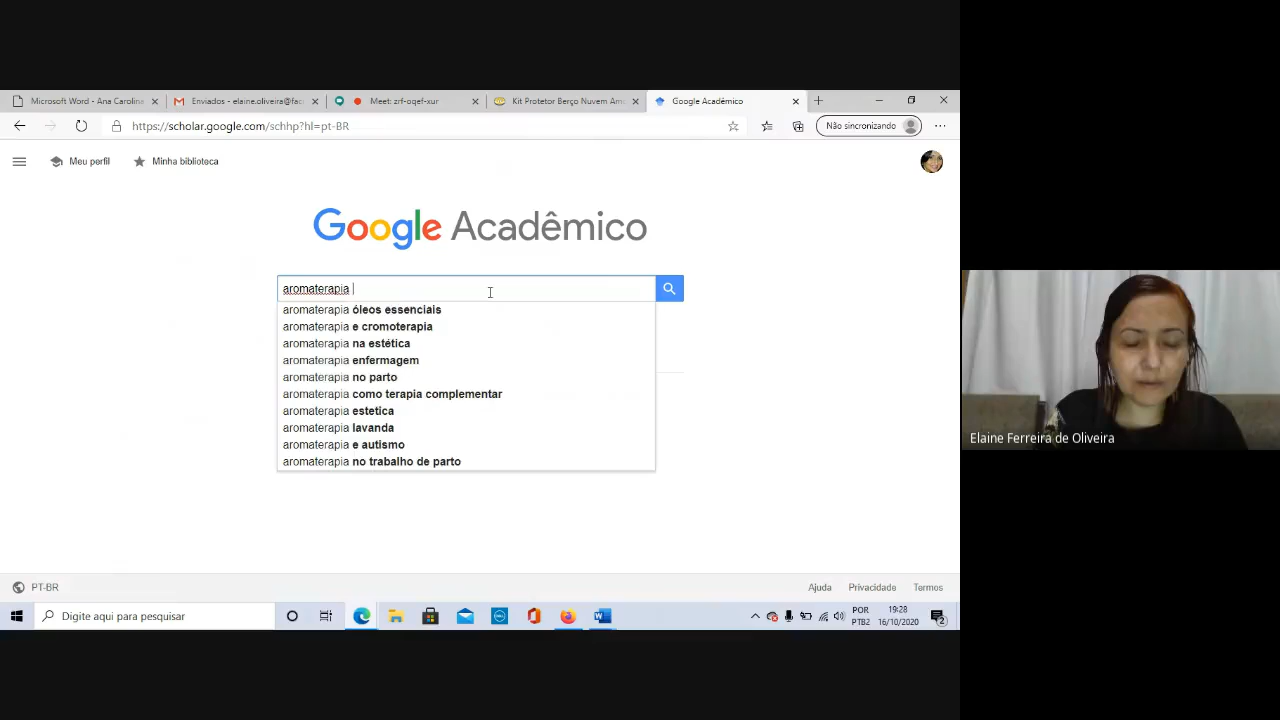 Microsoft Word - Ana Carolina
Enviados - elaine.oliveira@fac
Meet: zrf-oqef-xur
Kit Protetor Berço Nuvem Am
Google Acadêmico
https://scholar.google.com/schhp?hl=pt-BR
Não sincronizando
Meu perfil
Minha biblioteca
Google Acadêmico
aromaterapia
aromaterapia óleos essenciais
aromaterapia e cromoterapia
aromaterapia na estética
aromaterapia enfermagem
aromaterapia no parto
aromaterapia como terapia complementar
aromaterapia estetica
aromaterapia lavanda
aromaterapia e autismo
aromaterapia no trabalho de parto
Elaine Ferreira de Oliveira
PT-BR
Ajuda
Privacidade
Termos
Digite aqui para pesquisar
POR
PTB2
19:28
16/10/2020
2